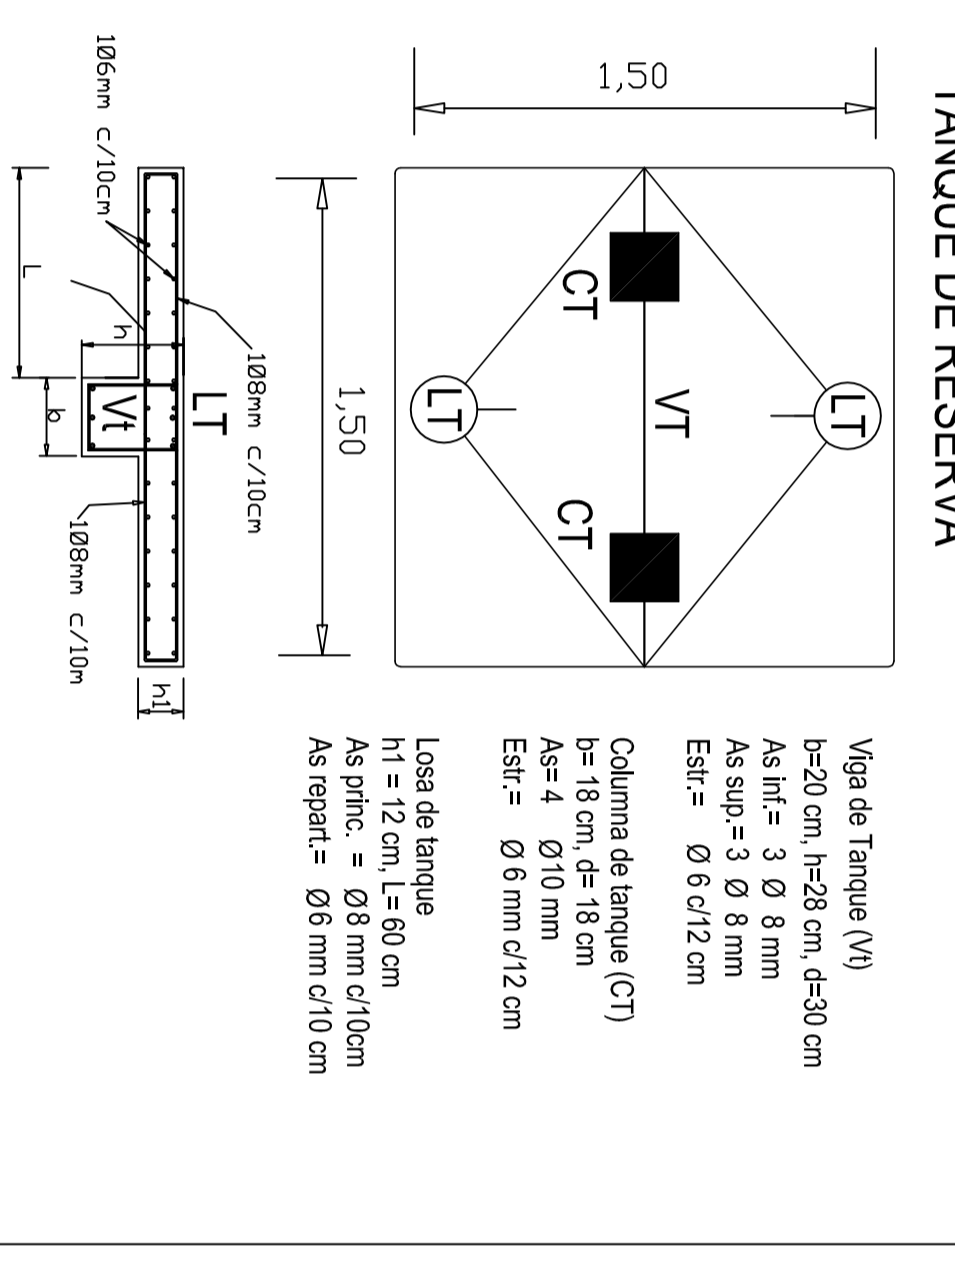 TANQUE DE RESERVA
1,50
LT
VT
CT
CT
LT
1,50
Viga de Tanque (Vt)
b=20 cm, h=28 cm, d=30 cm
As inf.= 3 Ø 8 mm
As sup.= 3 Ø 8 mm
Estr.= Ø 6 c/12 cm
Columna de tanque (CT)
b= 18 cm, d= 18 cm
As= 4 Ø10 mm
Estr.= Ø 6 mm c/12 cm
Losa de tanque
h1 = 12 cm, L= 60 cm
As princ. = Ø8 mm c/10cm
As repart.= Ø6 mm c/10 cm
1Ø8mm c/10cm
LT
1Ø6mm c/10cm
h
Vt
h1
L
b
1Ø8mm c/10m